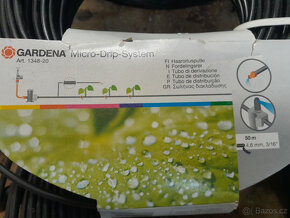 GARDENA Micro-Drip-System
Art. 1348-20
FI Haaroitusputki
N Fordelingsrør
I Tubo di derivazione
E Tubo de distribución
P Tubo de distribuição
GR Σωλήνας διακλάδωσης
50 m
4,6 mm, 3/16"
Bazoš.cz